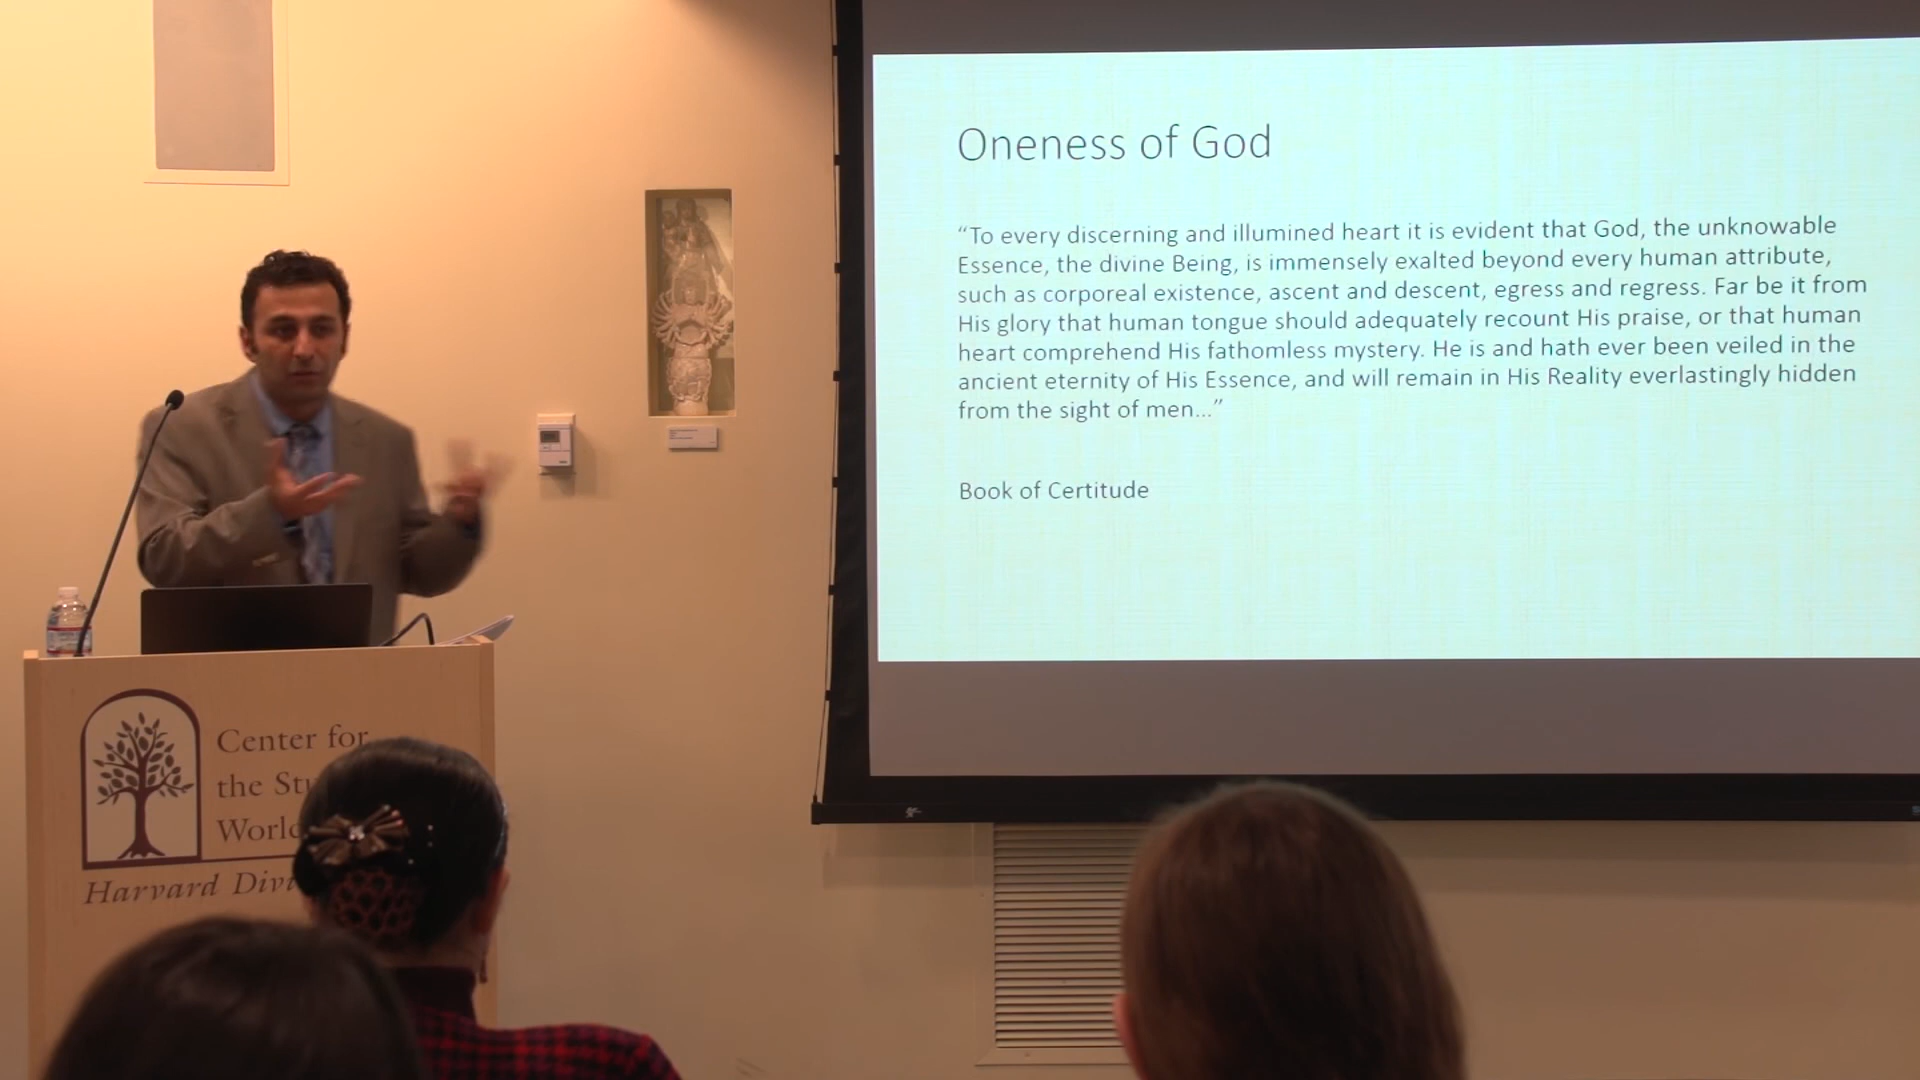 Oneness of God
“To every discerning and illumined heart it is evident that God, the unknowable
Essence, the divine Being, is immensely exalted beyond every human attribute,
such as corporeal existence, ascent and descent, egress and regress. Far be it from
His glory that human tongue should adequately recount His praise, or that human
heart comprehend His fathomless mystery. He is and hath ever been veiled in the
ancient eternity of His Essence, and will remain in His Reality everlastingly hidden
from the sight of men...”
Book of Certitude
Center for
the
World
Harvard